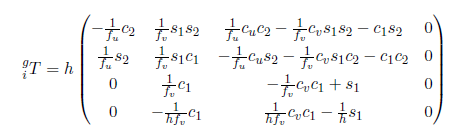 $^{g}_{i}T = h \begin{pmatrix} -\frac{1}{f_u}c_2 & \frac{1}{f_v}s_1s_2 & \frac{1}{f_u}c_uc_2 - \frac{1}{f_v}c_vs_1s_2 - c_1s_2 & 0 \\ \frac{1}{f_u}s_2 & \frac{1}{f_v}s_1c_1 & -\frac{1}{f_u}c_us_2 - \frac{1}{f_v}c_vs_1c_2 - c_1c_2 & 0 \\ 0 & \frac{1}{f_v}c_1 & -\frac{1}{f_v}c_vc_1 + s_1 & 0 \\ 0 & -\frac{1}{hf_v}c_1 & \frac{1}{hf_v}c_vc_1 - \frac{1}{h}s_1 & 0 \end{pmatrix}$